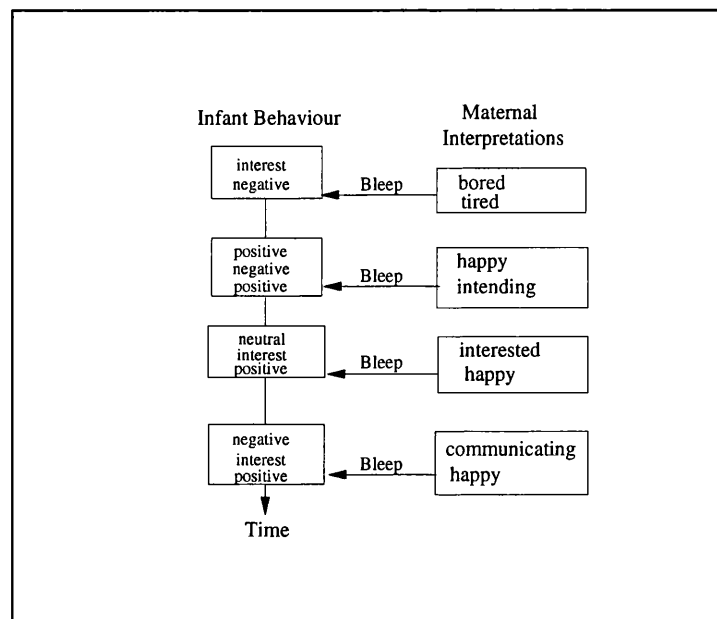 Infant Behaviour
Maternal
Interpretations
interest
negative
Bleep
bored
tired
positive
negative
positive
Bleep
happy
intending
neutral
interest
positive
Bleep
interested
happy
negative
interest
positive
Bleep
communicating
happy
Time